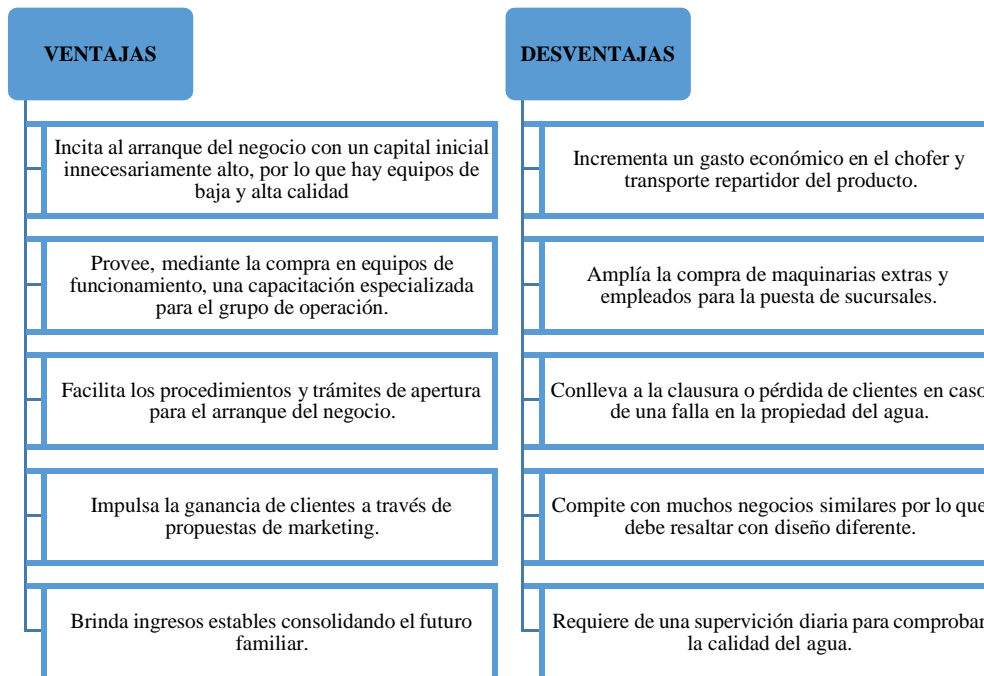 VENTAJAS
Incita al arranque del negocio con un capital inicial
innecesariamente alto, por lo que hay equipos de
baja y alta calidad
Provee, mediante la compra en equipos de
funcionamiento, una capacitación especializada
para el grupo de operación.
Facilita los procedimientos y trámites de apertura
para el arranque del negocio.
Impulsa la ganancia de clientes a través de
propuestas de marketing.
Brinda ingresos estables consolidando el futuro
familiar.
DESVENTAJAS
Incrementa un gasto económico en el chofer y
transporte repartidor del producto.
Amplía la compra de maquinarias extras y
empleados para la puesta de sucursales.
Conlleva a la clausura o pérdida de clientes en caso
de una falla en la propiedad del agua.
Compite con muchos negocios similares por lo que
debe resaltar con diseño diferente.
Requiere de una supervición diaria para comprobar
la calidad del agua.